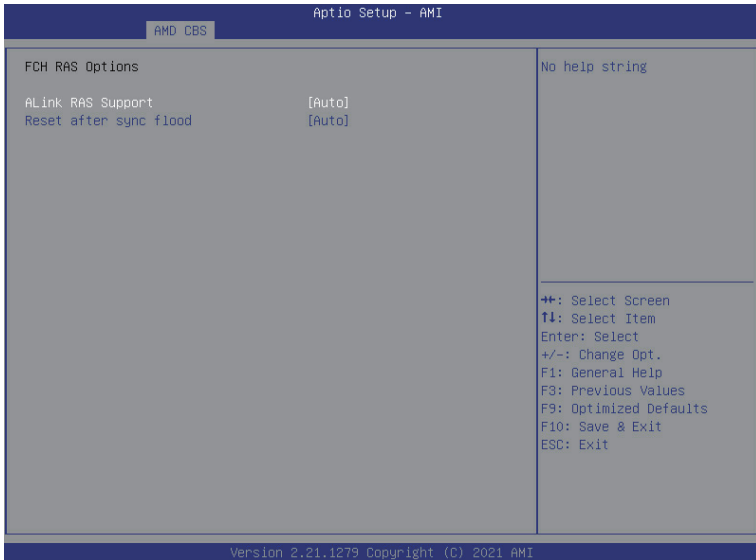 Aptio Setup - AMI
AMD CBS
FCH RAS Options
ALink RAS Support [Auto]
Reset after sync flood [Auto]
No help string
→←: Select Screen
↑↓: Select Item
Enter: Select
+/-: Change Opt.
F1: General Help
F3: Previous Values
F9: Optimized Defaults
F10: Save & Exit
ESC: Exit
Version 2.21.1279 Copyright (C) 2021 AMI